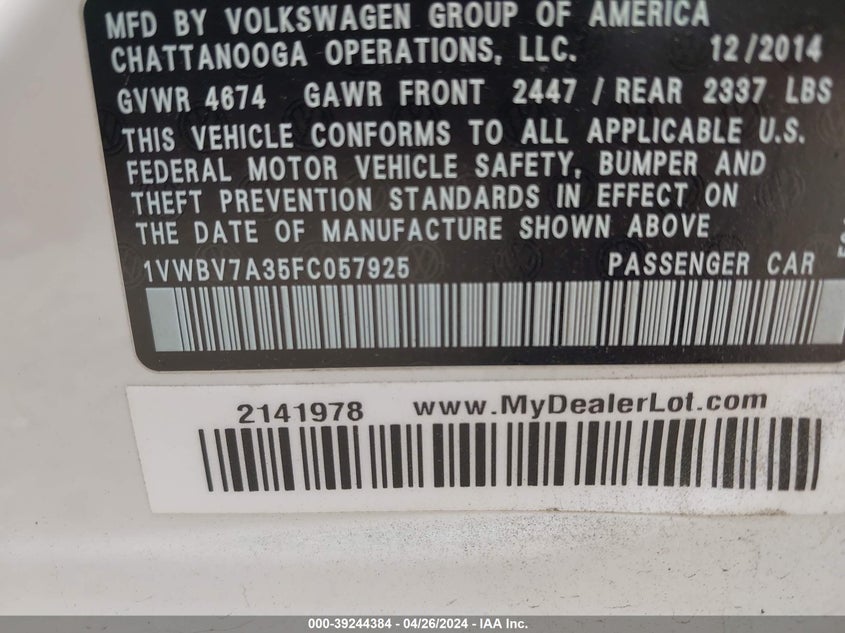 MFD BY VOLKSWAGEN GROUP OF AMERICA
CHATTANOOGA OPERATIONS, LLC. 12/2014
GVWR 4674 GAWR FRONT 2447 / REAR 2337 LBS
THIS VEHICLE CONFORMS TO ALL APPLICABLE U.S.
FEDERAL MOTOR VEHICLE SAFETY, BUMPER AND
THEFT PREVENTION STANDARDS IN EFFECT ON
THE DATE OF MANUFACTURE SHOWN ABOVE
1VWBV7A35FC057925 PASSENGER CAR
2141978 www.MyDealerLot.com
000-39244384 - 04/26/2024 - IAA Inc.